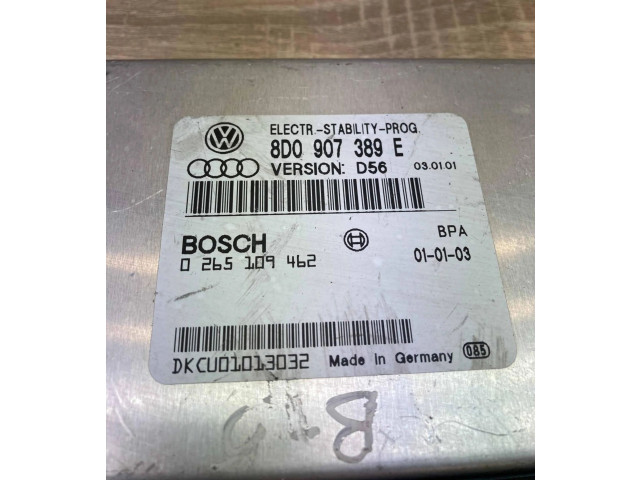 ELECTR.-STABILITY-PROG.
8D0 907 389 E
VERSION: D56 03.01.01
BOSCH BPA
0 265 109 462 01-01-03
DKCU01013032 Made in Germany 085